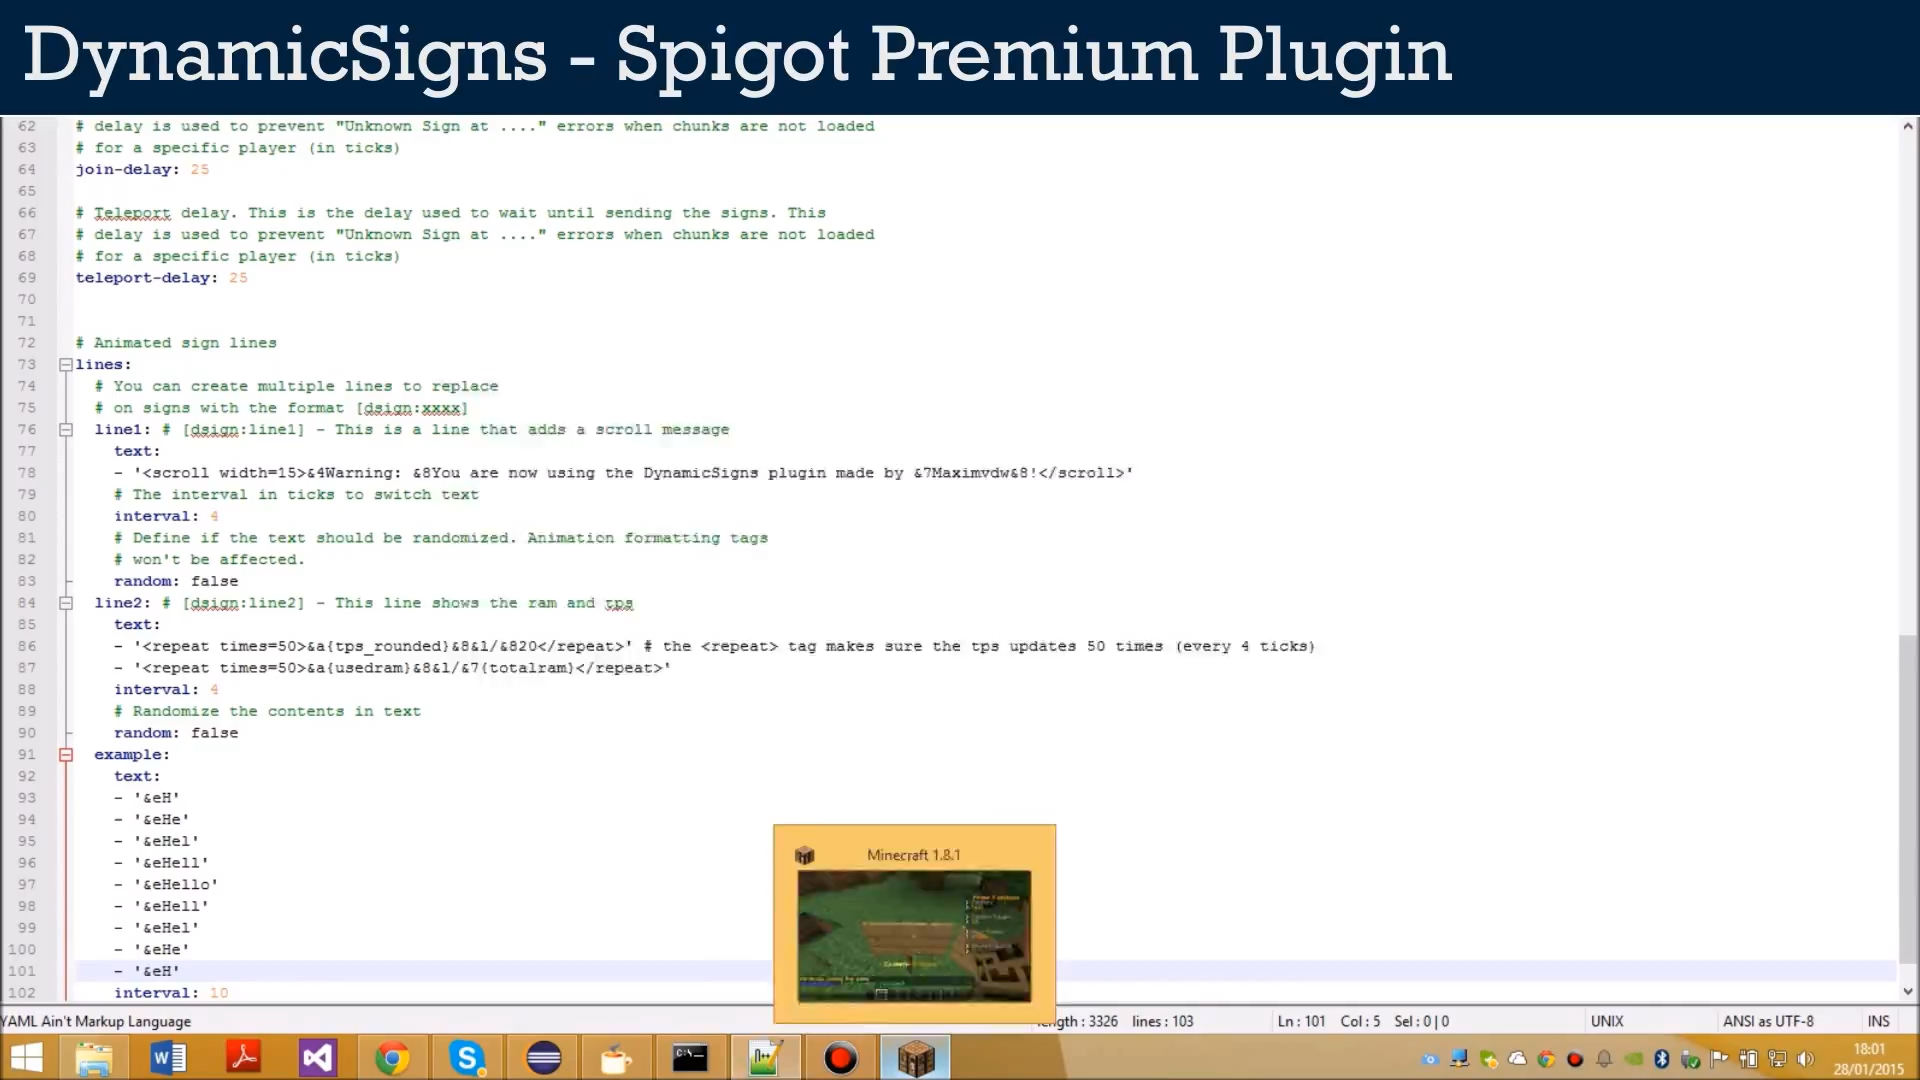 DynamicSigns - Spigot Premium Plugin
62 # delay is used to prevent "Unknown Sign at ...." errors when chunks are not loaded
63 # for a specific player (in ticks)
64 join-delay: 25
65
66 # Teleport delay. This is the delay used to wait until sending the signs. This
67 # delay is used to prevent "Unknown Sign at ...." errors when chunks are not loaded
68 # for a specific player (in ticks)
69 teleport-delay: 25
70
71
72 # Animated sign lines
73 lines:
74 # You can create multiple lines to replace
75 # on signs with the format [dsign:xxxx]
76 line1: # [dsign:line1] - This is a line that adds a scroll message
77 text:
78 - '<scroll width=15>&4Warning: &8You are now using the DynamicSigns plugin made by &7Maximvdw&8!</scroll>'
79 # The interval in ticks to switch text
80 interval: 4
81 # Define if the text should be randomized. Animation formatting tags
82 # won't be affected.
83 random: false
84 line2: # [dsign:line2] - This line shows the ram and tps
85 text:
86 - '<repeat times=50>&a{tps_rounded}&8&l/&820</repeat>' # the <repeat> tag makes sure the tps updates 50 times (every 4 ticks)
87 - '<repeat times=50>&a{usedram}&8&l/&7{totalram}</repeat>'
88 interval: 4
89 # Randomize the contents in text
90 random: false
91 example:
92 text:
93 - '&eH'
94 - '&eHe'
95 - '&eHel'
96 - '&eHell'
97 - '&eHello'
98 - '&eHell'
99 - '&eHel'
100 - '&eHe'
101 - '&eH'
102 interval: 10
Minecraft 1.8.1
YAML Ain't Markup Language length : 3326 lines : 103 Ln : 101 Col : 5 Sel : 0 | 0 UNIX ANSI as UTF-8 INS
18:01
28/01/2015